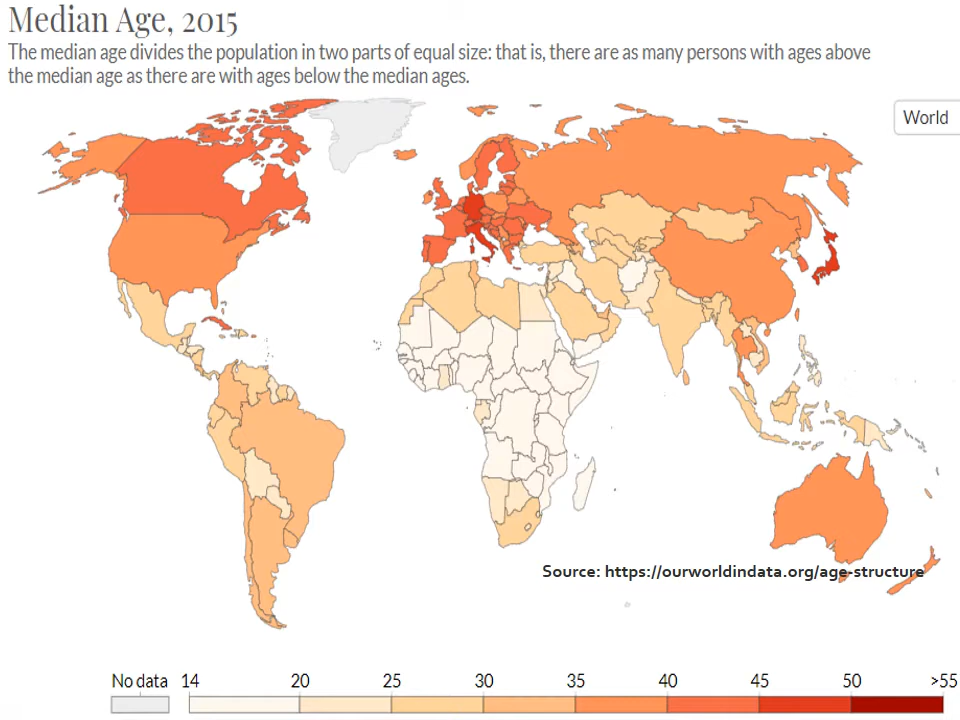 Median Age, 2015
The median age divides the population in two parts of equal size: that is, there are as many persons with ages above
the median age as there are with ages below the median ages.
World
Source: https://ourworldindata.org/age-structure
No data 14 20 25 30 35 40 45 50 >55